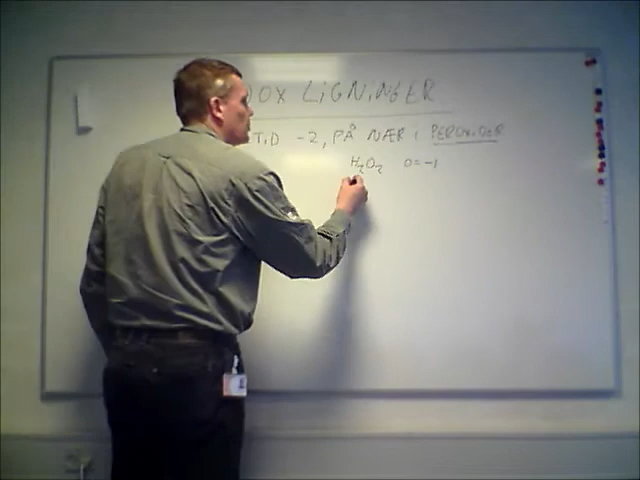 OX LIGNINGER
TID -2, PÅ NÆR I PEROXIDER
H2O2 O=-1